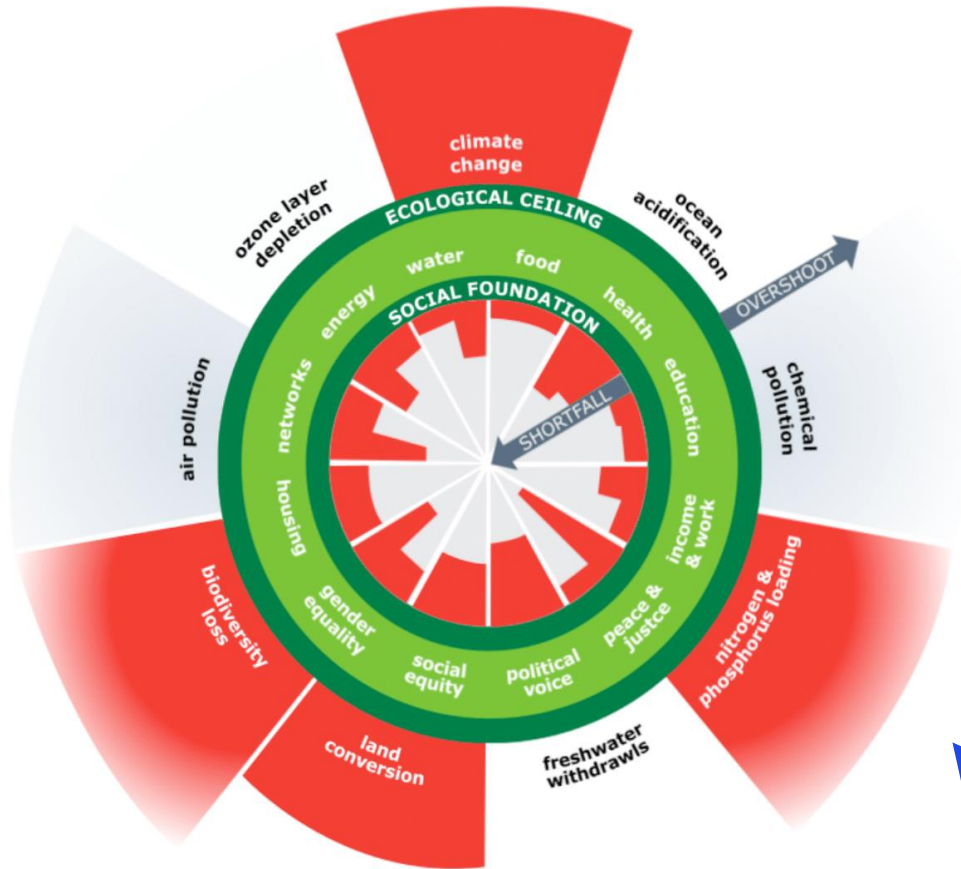 climate
change
ECOLOGICAL CEILING
ozone layer
depletion
ocean
acidification
OVERSHOOT
water
food
energy
health
SOCIAL FOUNDATION
networks
education
SHORTFALL
air pollution
chemical
pollution
housing
income
& work
gender
equality
peace &
justce
social
equity
political
voice
biodiversity
loss
nitrogen &
phosphorus loading
land
conversion
freshwater
withdrawls